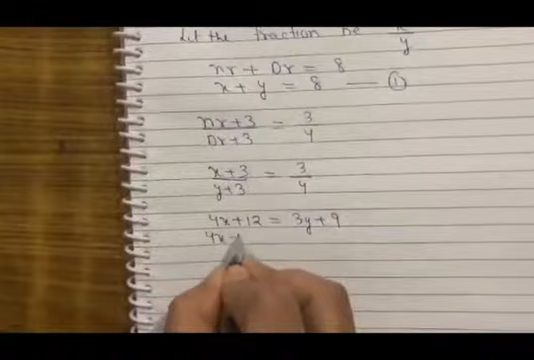 Let the fraction be x/y
nr + Dr = 8
x + y = 8 — ①
nr+3/Dr+3 = 3/4
x+3/y+3 = 3/4
4x+12 = 3y+9
4x -